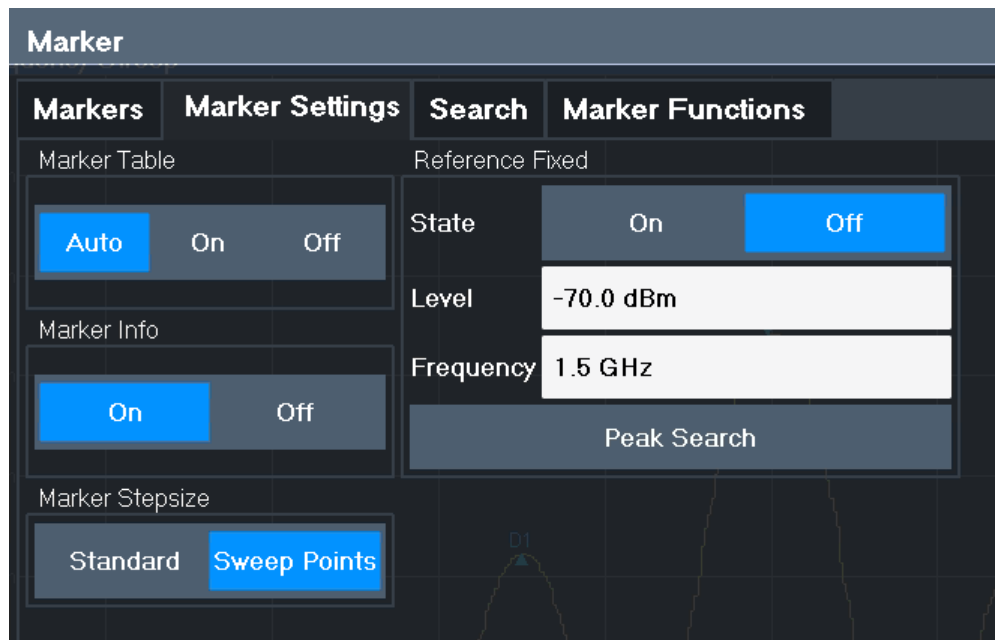 Marker
Markers Marker Settings Search Marker Functions
Marker Table
Auto On Off
Marker Info
On Off
Marker Stepsize
Standard Sweep Points
Reference Fixed
State On Off
Level -70.0 dBm
Frequency 1.5 GHz
Peak Search
D1